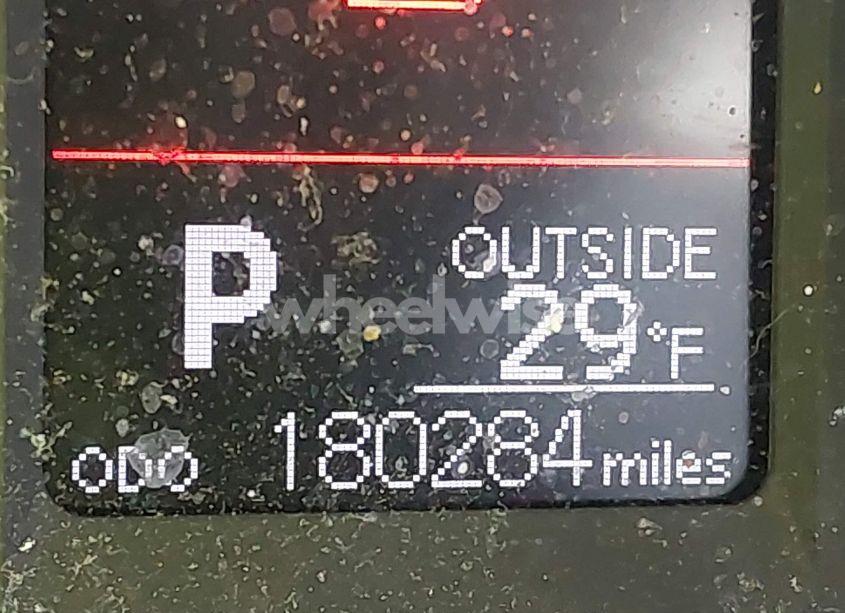 P
OUTSIDE
wheelwise
29°F
ODO 180284 miles